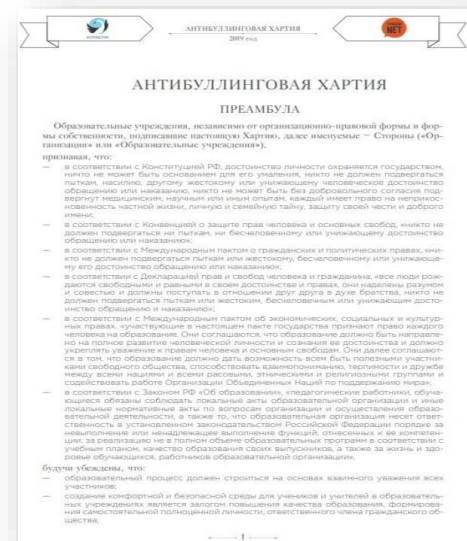 АНТИБУЛЛИНГОВАЯ ХАРТИЯ
2019 год
NET
АНТИБУЛЛИНГОВАЯ ХАРТИЯ
ПРЕАМБУЛА
Образовательные учреждения, независимо от организационно-правовой формы и фор-
мы собственности, подписавшие настоящую Хартию, далее именуемые – Стороны («Ор-
ганизации» или «Образовательные учреждения»),
признавая, что:
— в соответствии с Конституцией РФ, достоинство личности охраняется государством,
ничто не может быть основанием для его умаления, никто не должен подвергаться
пыткам, насилию, другому жестокому или унижающему человеческое достоинство
обращению или наказанию, никто не может быть без добровольного согласия под-
вергнут медицинским, научным или иным опытам, каждый имеет право на неприкос-
новенность частной жизни, личную и семейную тайну, защиту своей чести и доброго
имени;
— в соответствии с Конвенцией о защите прав человека и основных свобод, «никто не
должен подвергаться ни пыткам, ни бесчеловечному или унижающему достоинство
обращению или наказанию»;
— в соответствии с Международным пактом о гражданских и политических правах, «ни-
кто не должен подвергаться пыткам или жестокому, бесчеловечному или унижающе-
му его достоинство обращению или наказанию»;
— в соответствии с Декларацией прав и свобод человека и гражданина, «все люди рож-
даются свободными и равными в своем достоинстве и правах, они наделены разумом
и совестью и должны поступать в отношении друг друга в духе братства, никто не
должен подвергаться пыткам или жестоким, бесчеловечным или унижающим досто-
инство обращению и наказанию»;
— в соответствии с Международным пактом об экономических, социальных и культур-
ных правах, «участвующие в настоящем пакте государства признают право каждого
человека на образование. Они соглашаются, что образование должно быть направле-
но на полное развитие человеческой личности и сознания ее достоинства и должно
укреплять уважение к правам человека и основным свободам. Они далее соглашают-
ся в том, что образование должно дать возможность всем быть полезными участни-
ками свободного общества, способствовать взаимопониманию, терпимости и дружбе
между всеми нациями и всеми расовыми, этническими и религиозными группами и
содействовать работе Организации Объединенных Наций по поддержанию мира»;
— в соответствии с Законом РФ «Об образовании», «педагогические работники, обуча-
ющиеся обязаны соблюдать локальные акты образовательной организации и иные
локальные нормативные акты по вопросам организации и осуществления образо-
вательной деятельности, а также то, что образовательная организация несет ответ-
ственность в установленном законодательством Российской Федерации порядке за
невыполнение или ненадлежащее выполнение функций, отнесенных к ее компетен-
ции, за реализацию не в полном объеме образовательных программ в соответствии с
учебным планом, качество образования своих выпускников, а также за жизнь и здо-
ровье обучающихся, работников образовательной организации»,
будучи убеждены, что:
— образовательный процесс должен строиться на основах взаимного уважения всех
участников;
— создание комфортной и безопасной среды для учеников и учителей в образователь-
ных учреждениях является залогом повышения качества образования, формирова-
ния самостоятельной полноценной личности, ответственного члена гражданского об-
щества;
1